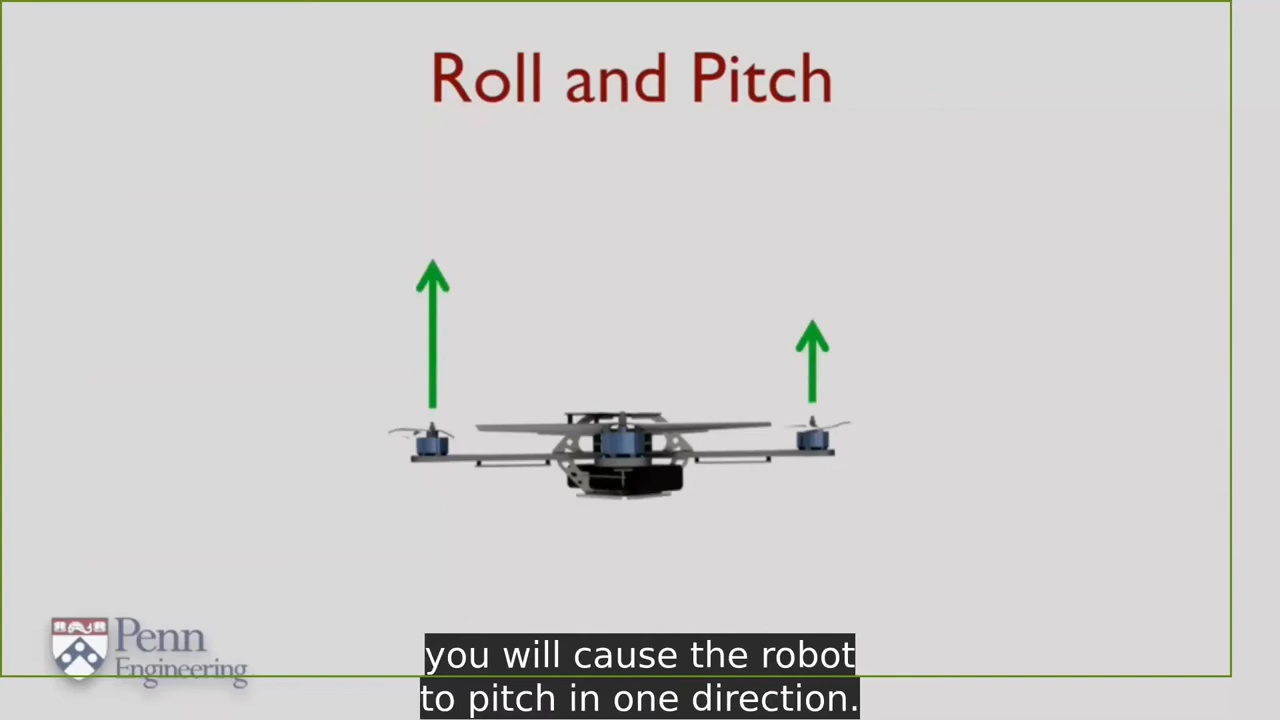 Roll and Pitch
Penn
Engineering
you will cause the robot
to pitch in one direction.